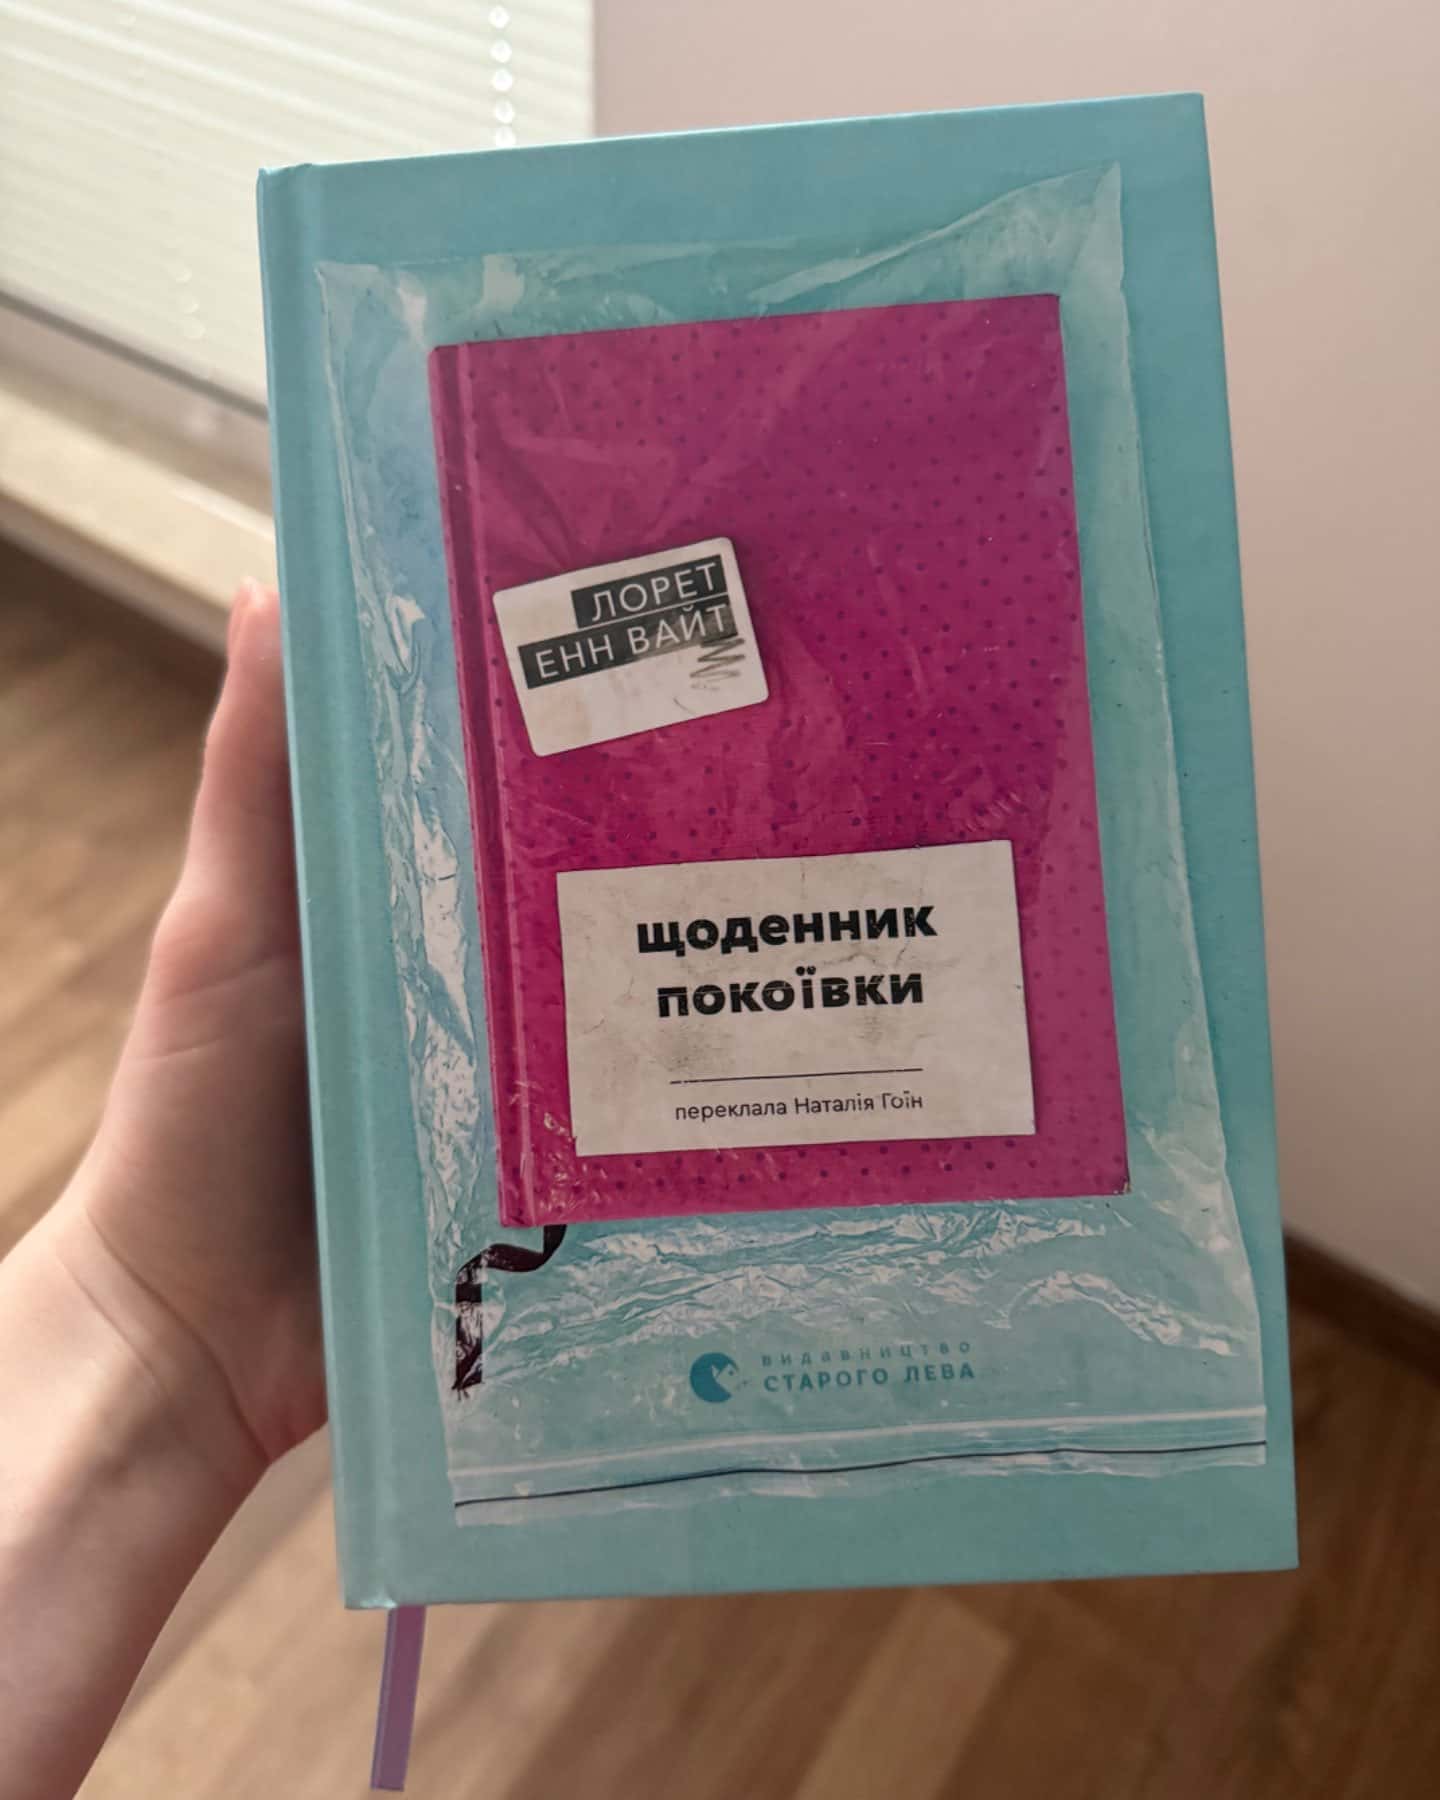 ЛОРЕТ
ЕНН ВАЙТ
щоденник
покоївки
переклала Наталія Гоїн
видавництво
СТАРОГО ЛЕВА